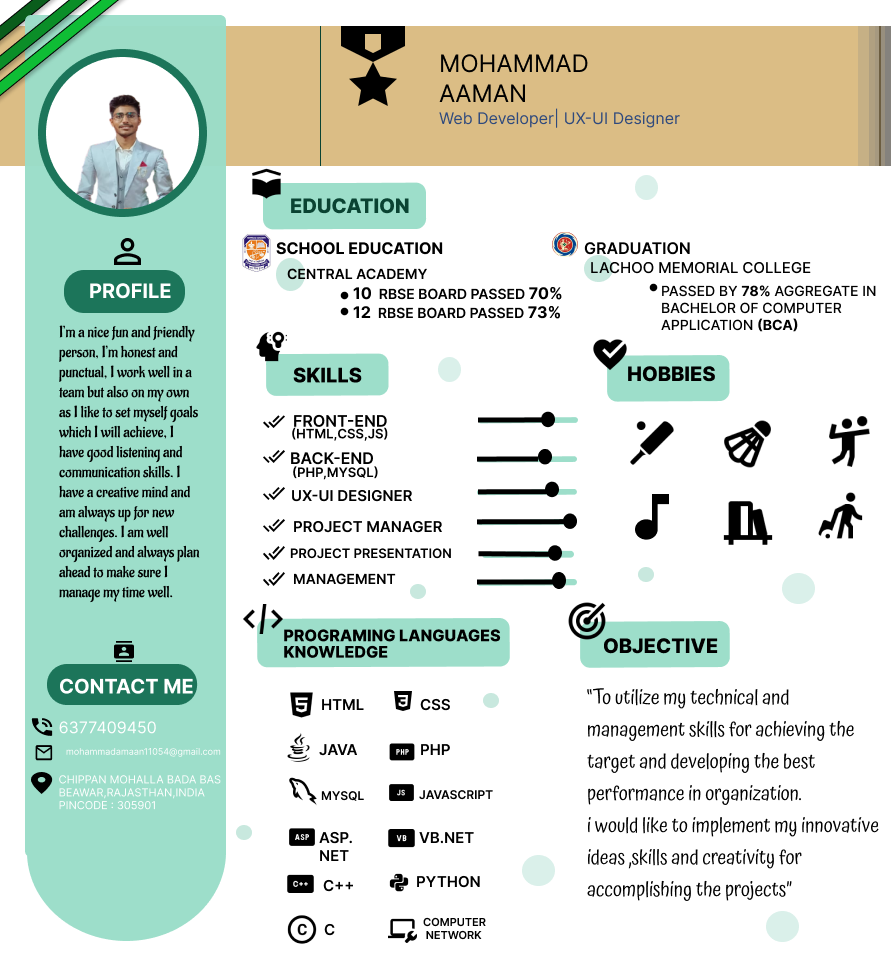 MOHAMMAD
AAMAN
Web Developer| UX-UI Designer
PROFILE
I'm a nice fun and friendly
person, I'm honest and
punctual, I work well in a
team but also on my own
as I like to set myself goals
which I will achieve, I
have good listening and
communication skills. I
have a creative mind and
am always up for new
challenges. I am well
organized and always plan
ahead to make sure I
manage my time well.
CONTACT ME
6377409450
mohammadamaan11054@gmail.com
CHIPPAN MOHALLA BADA BAS
BEAWAR,RAJASTHAN,INDIA
PINCODE : 305901
EDUCATION
SCHOOL EDUCATION
CENTRAL ACADEMY
10 RBSE BOARD PASSED 70%
12 RBSE BOARD PASSED 73%
GRADUATION
LACHOO MEMORIAL COLLEGE
PASSED BY 78% AGGREGATE IN
BACHELOR OF COMPUTER
APPLICATION (BCA)
SKILLS
FRONT-END
(HTML,CSS,JS)
BACK-END
(PHP,MYSQL)
UX-UI DESIGNER
PROJECT MANAGER
PROJECT PRESENTATION
MANAGEMENT
HOBBIES
PROGRAMING LANGUAGES
KNOWLEDGE
HTML
CSS
JAVA
PHP PHP
MYSQL
JS JAVASCRIPT
ASP ASP.
NET
VB VB.NET
C++ C++
PYTHON
C C
COMPUTER
NETWORK
OBJECTIVE
"To utilize my technical and
management skills for achieving the
target and developing the best
performance in organization.
i would like to implement my innovative
ideas ,skills and creativity for
accomplishing the projects"